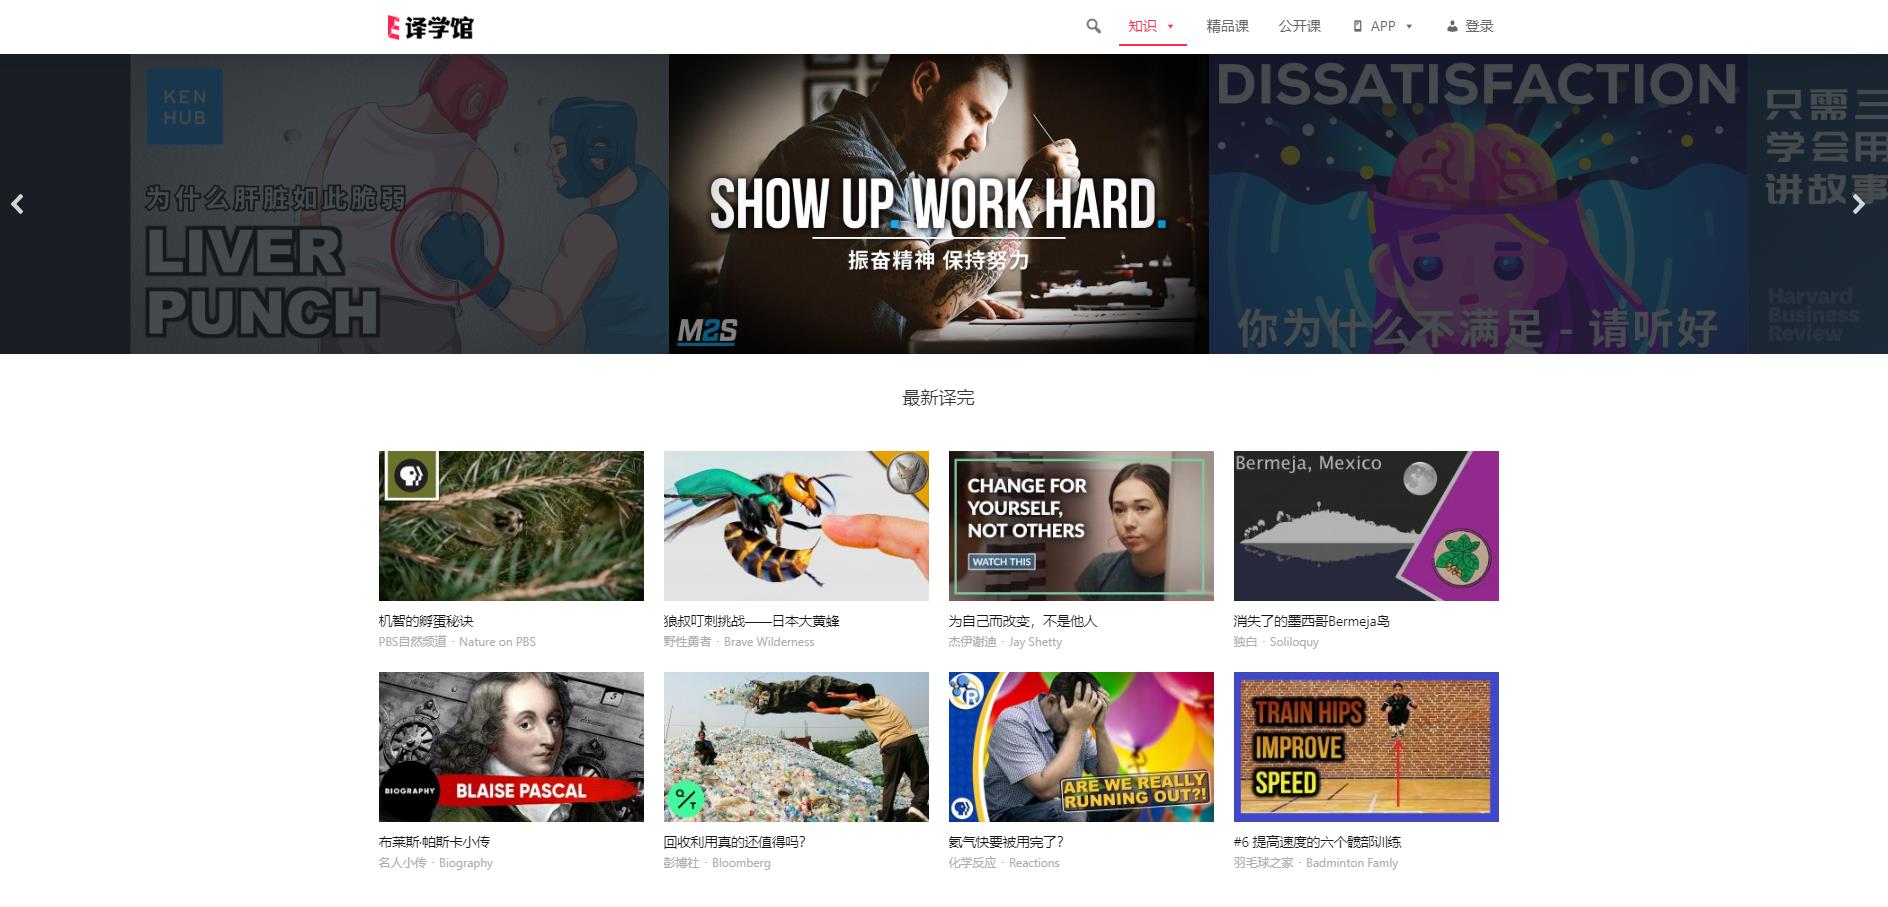 译学馆
知识
精品课
公开课
APP
登录
KEN
HUB
为什么肝脏如此脆弱
LIVER
PUNCH
SHOW UP. WORK HARD.
振奋精神 保持努力
M2S
DISSATISFACTION
你为什么不满足 - 请听好
只需三
学会用
讲故事
Harvard
Business
Review
最新译完
CHANGE FOR
YOURSELF,
NOT OTHERS
WATCH THIS
Bermeja, Mexico
机智的孵蛋秘诀
PBS自然频道 · Nature on PBS
狼叔叮刺挑战——日本大黄蜂
野性勇者 · Brave Wilderness
为自己而改变，不是他人
杰伊谢迪 · Jay Shetty
消失了的墨西哥Bermeja岛
独白 · Soliloquy
BIOGRAPHY
BLAISE PASCAL
R
ARE WE REALLY
RUNNING OUT?!
TRAIN HIPS
IMPROVE
SPEED
布莱斯·帕斯卡小传
名人小传 · Biography
回收利用真的还值得吗?
彭博社 · Bloomberg
氦气快要被用完了?
化学反应 · Reactions
#6 提高速度的六个髋部训练
羽毛球之家 · Badminton Famly